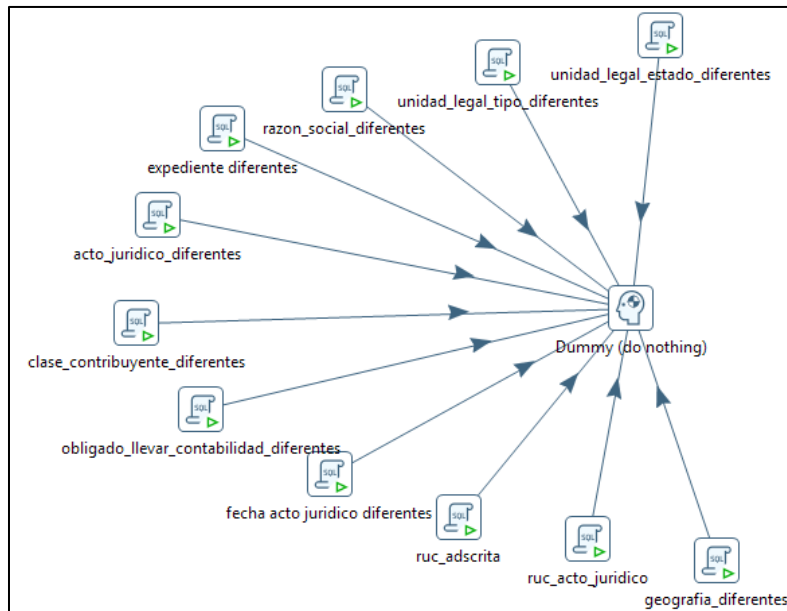 SQL
unidad_legal_estado_diferentes
SQL
unidad_legal_tipo_diferentes
SQL
razon_social_diferentes
SQL
expediente diferentes
SQL
acto_juridico_diferentes
SQL
clase_contribuyente_diferentes
Dummy (do nothing)
SQL
obligado_llevar_contabilidad_diferentes
SQL
fecha acto juridico diferentes
SQL
ruc_adscrita
SQL
ruc_acto_juridico
SQL
geografia_diferentes